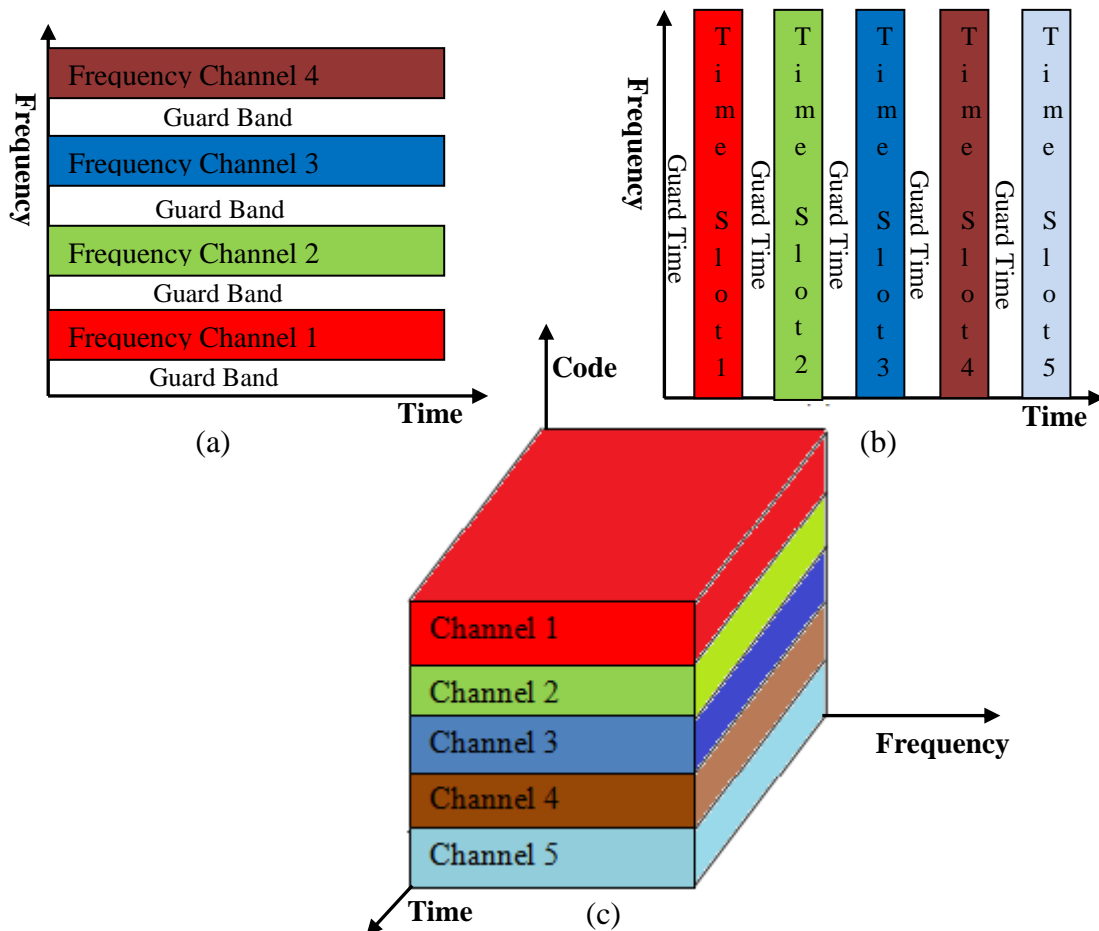 Frequency
Frequency Channel 4
Guard Band
Frequency Channel 3
Guard Band
Frequency Channel 2
Guard Band
Frequency Channel 1
Guard Band
Time
(a)
Frequency
Guard Time
Time Slot 1
Guard Time
Time Slot 2
Guard Time
Time Slot 3
Guard Time
Time Slot 4
Guard Time
Time Slot 5
Time
(b)
Code
Channel 1
Channel 2
Channel 3
Channel 4
Channel 5
Frequency
Time
(c)